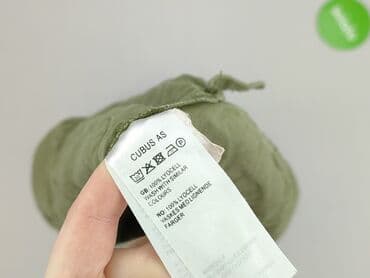 CUBUS AS
GB: 100% LYOCELL
WASH WITH SIMILAR
COLOURS
NO: 100% LYOCELL
VASKES MED LIGNENDE
FARGER